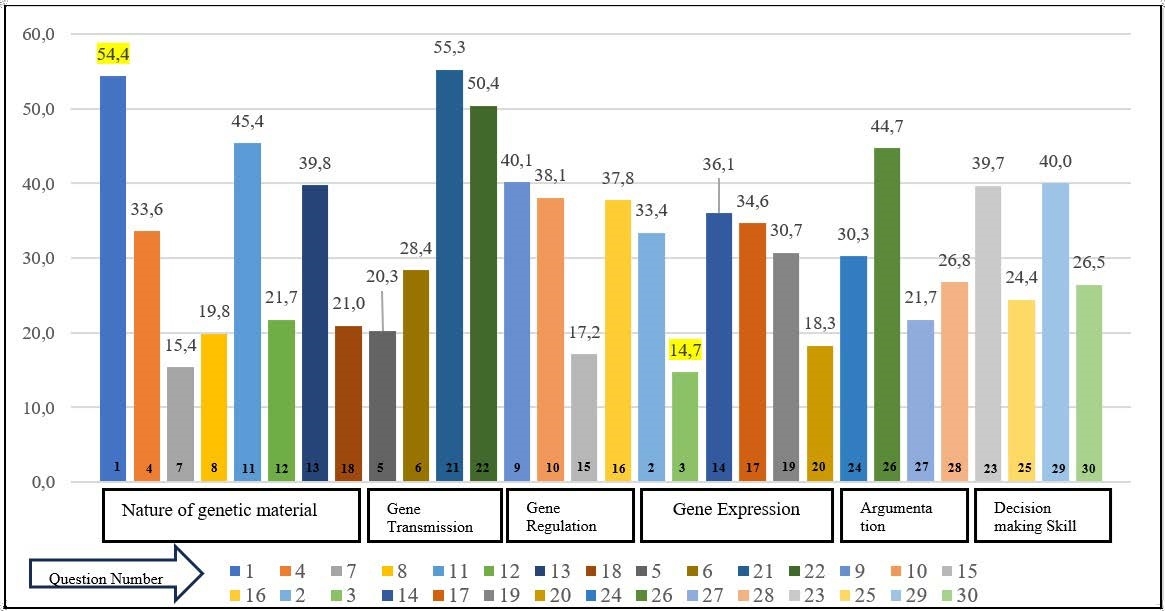 60,0
50,0
40,0
30,0
20,0
10,0
0,0
54,4
33,6
15,4
19,8
45,4
21,7
39,8
21,0
20,3
28,4
55,3
50,4
40,1
38,1
17,2
37,8
33,4
14,7
36,1
34,6
30,7
18,3
30,3
44,7
21,7
26,8
39,7
24,4
40,0
26,5
1 4 7 8 11 12 13 18 5 6 21 22 9 10 15 16 2 3 14 17 19 20 24 26 27 28 23 25 29 30
Nature of genetic material
Gene
Transmission
Gene
Regulation
Gene Expression
Argumenta
tion
Decision
making Skill
Question Number
1 4 7 8 11 12 13 18 5 6 21 22 9 10 15
16 2 3 14 17 19 20 24 26 27 28 23 25 29 30